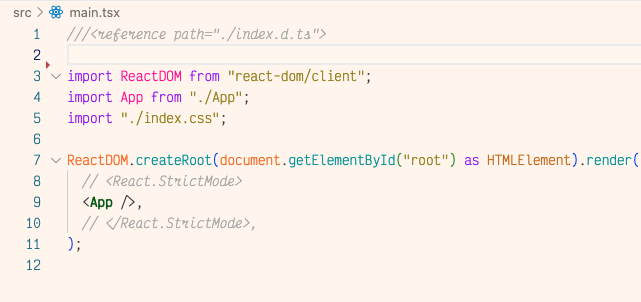 src > main.tsx
1 ///<reference path="./index.d.ts">
2
3 import ReactDOM from "react-dom/client";
4 import App from "./App";
5 import "./index.css";
6
7 ReactDOM.createRoot(document.getElementById("root") as HTMLElement).render(
8 // <React.StrictMode>
9 <App />,
10 // </React.StrictMode>,
11 );
12